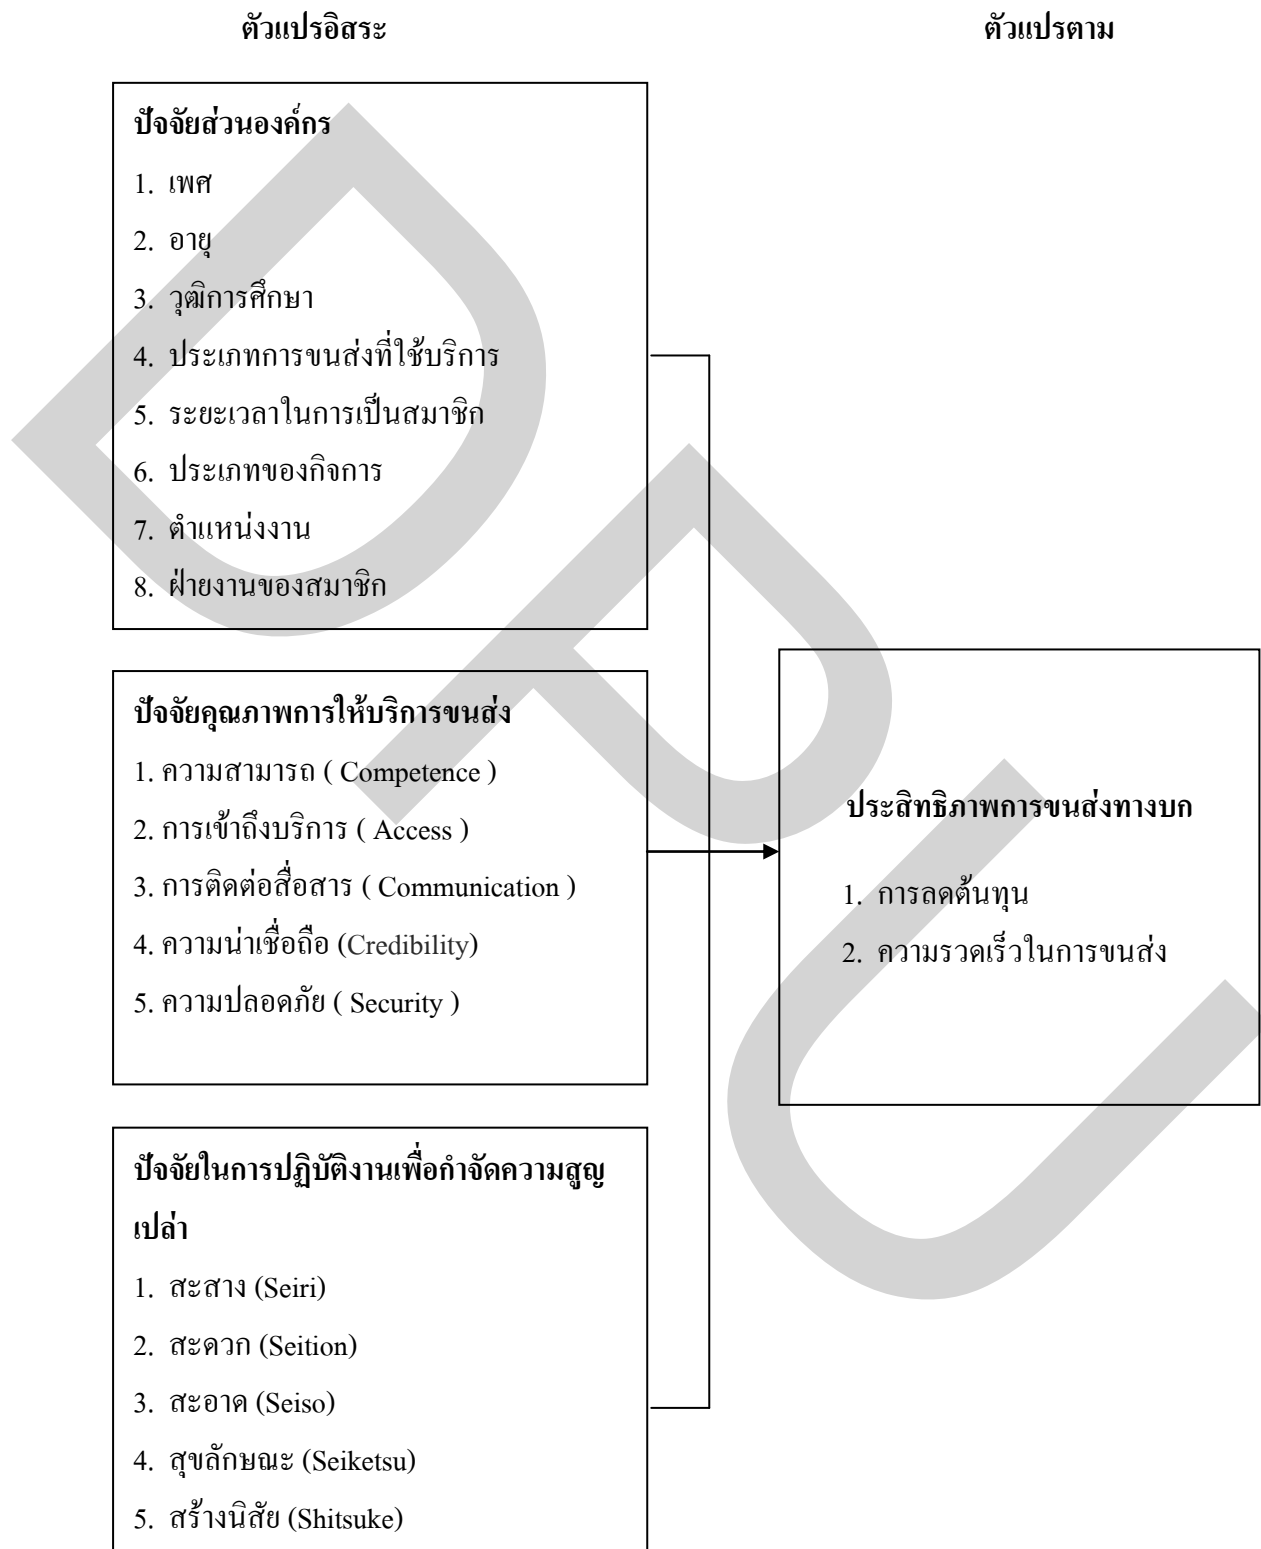 ตัวแปรอิสระ
ตัวแปรตาม
ปัจจัยส่วนองค์กร
1. เพศ
2. อายุ
3. วุฒิการศึกษา
4. ประเภทการขนส่งที่ใช้บริการ
5. ระยะเวลาในการเป็นสมาชิก
6. ประเภทของกิจการ
7. ตำแหน่งงาน
8. ฝ่ายงานของสมาชิก
ปัจจัยคุณภาพการให้บริการขนส่ง
1. ความสามารถ ( Competence )
2. การเข้าถึงบริการ ( Access )
3. การติดต่อสื่อสาร ( Communication )
4. ความน่าเชื่อถือ (Credibility)
5. ความปลอดภัย ( Security )
ปัจจัยในการปฏิบัติงานเพื่อกำจัดความสูญ
เปล่า
1. สะสาง (Seiri)
2. สะดวก (Seition)
3. สะอาด (Seiso)
4. สุขลักษณะ (Seiketsu)
5. สร้างนิสัย (Shitsuke)
ประสิทธิภาพการขนส่งทางบก
1. การลดต้นทุน
2. ความรวดเร็วในการขนส่ง
DPU